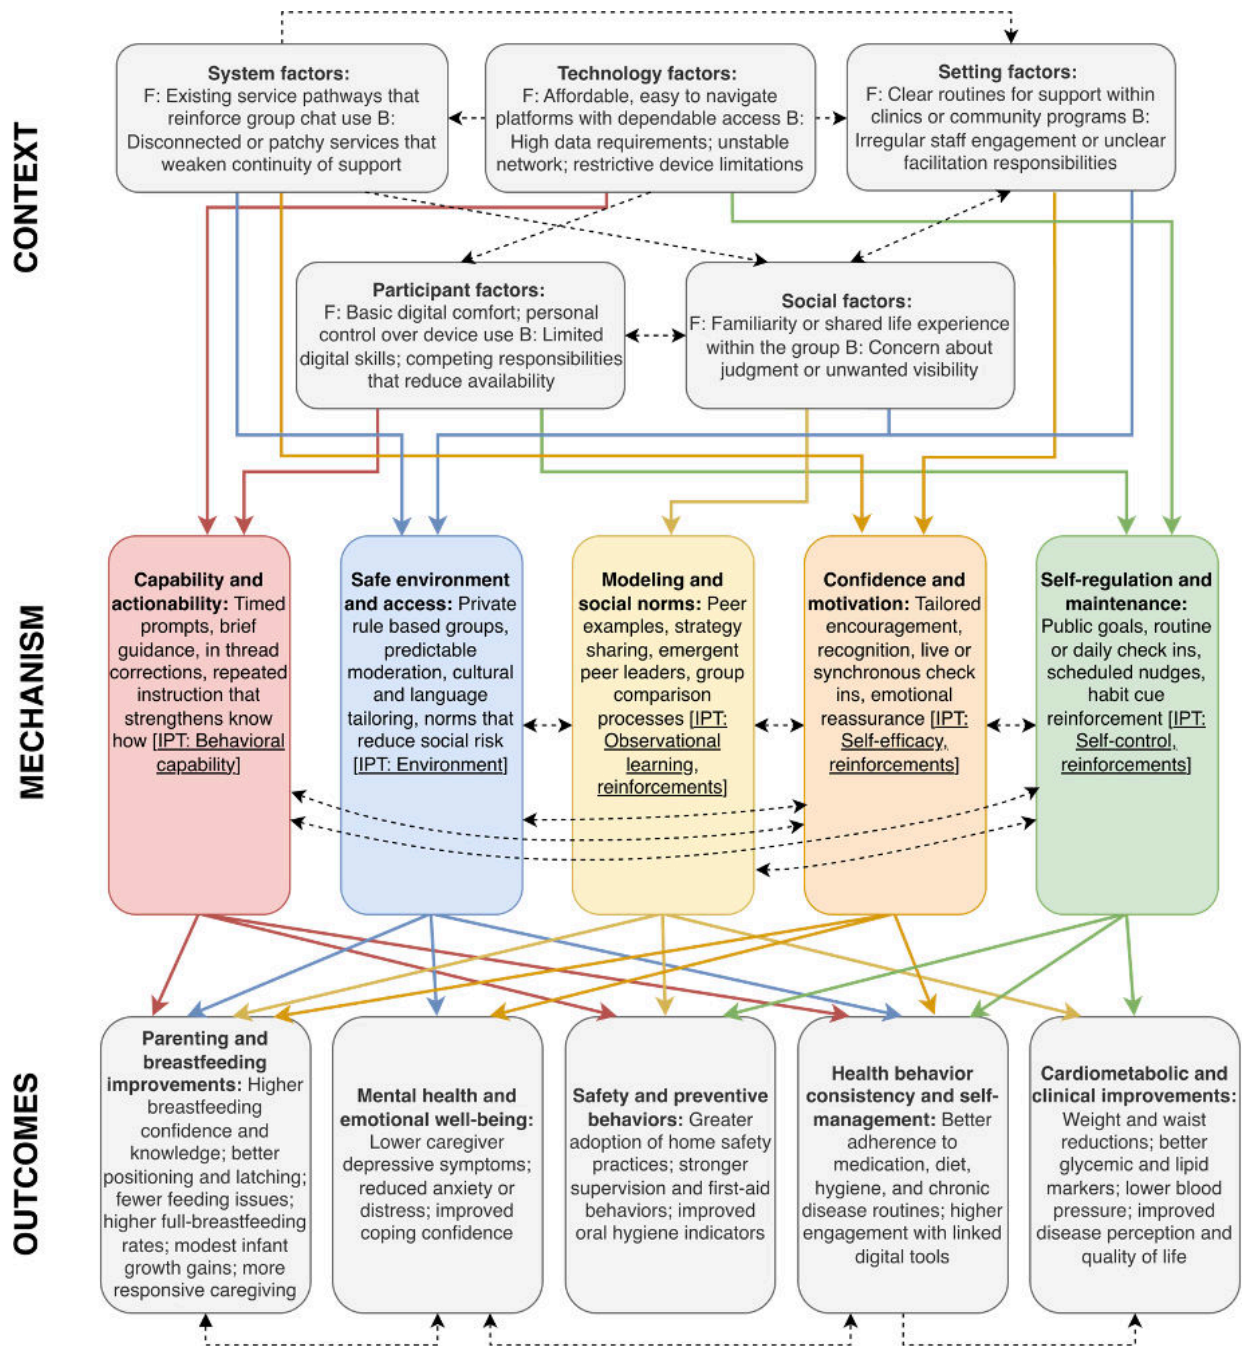 CONTEXT
System factors:
F: Existing service pathways that
reinforce group chat use B:
Disconnected or patchy services that
weaken continuity of support
Technology factors:
F: Affordable, easy to navigate
platforms with dependable access B:
High data requirements; unstable
network; restrictive device limitations
Setting factors:
F: Clear routines for support within
clinics or community programs B:
Irregular staff engagement or unclear
facilitation responsibilities
Participant factors:
F: Basic digital comfort; personal
control over device use B: Limited
digital skills; competing responsibilities
that reduce availability
Social factors:
F: Familiarity or shared life experience
within the group B: Concern about
judgment or unwanted visibility
MECHANISM
Capability and
actionability: Timed
prompts, brief
guidance, in thread
corrections, repeated
instruction that
strengthens know
how [IPT: Behavioral
capability]
Safe environment
and access: Private
rule based groups,
predictable
moderation, cultural
and language
tailoring, norms that
reduce social risk
[IPT: Environment]
Modeling and
social norms: Peer
examples, strategy
sharing, emergent
peer leaders, group
comparison
processes [IPT:
Observational
learning,
reinforcements]
Confidence and
motivation: Tailored
encouragement,
recognition, live or
synchronous check
ins, emotional
reassurance [IPT:
Self-efficacy,
reinforcements]
Self-regulation and
maintenance:
Public goals, routine
or daily check ins,
scheduled nudges,
habit cue
reinforcement [IPT:
Self-control,
reinforcements]
OUTCOMES
Parenting and
breastfeeding
improvements: Higher
breastfeeding
confidence and
knowledge; better
positioning and latching;
fewer feeding issues;
higher full-breastfeeding
rates; modest infant
growth gains; more
responsive caregiving
Mental health and
emotional well-being:
Lower caregiver
depressive symptoms;
reduced anxiety or
distress; improved
coping confidence
Safety and preventive
behaviors: Greater
adoption of home safety
practices; stronger
supervision and first-aid
behaviors; improved
oral hygiene indicators
Health behavior
consistency and self-
management: Better
adherence to
medication, diet,
hygiene, and chronic
disease routines; higher
engagement with linked
digital tools
Cardiometabolic and
clinical improvements:
Weight and waist
reductions; better
glycemic and lipid
markers; lower blood
pressure; improved
disease perception and
quality of life